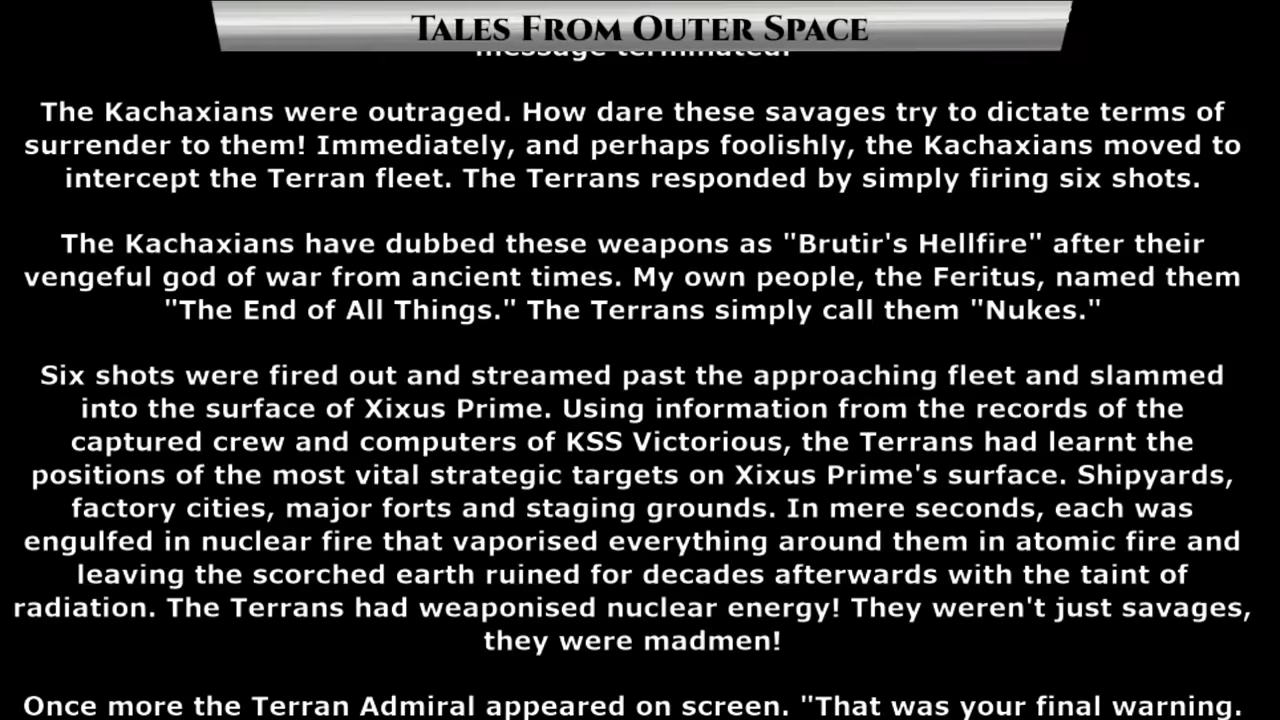 Tales From Outer Space
message terminated.
The Kachaxians were outraged. How dare these savages try to dictate terms of
surrender to them! Immediately, and perhaps foolishly, the Kachaxians moved to
intercept the Terran fleet. The Terrans responded by simply firing six shots.
The Kachaxians have dubbed these weapons as "Brutir's Hellfire" after their
vengeful god of war from ancient times. My own people, the Feritus, named them
"The End of All Things." The Terrans simply call them "Nukes."
Six shots were fired out and streamed past the approaching fleet and slammed
into the surface of Xixus Prime. Using information from the records of the
captured crew and computers of KSS Victorious, the Terrans had learnt the
positions of the most vital strategic targets on Xixus Prime's surface. Shipyards,
factory cities, major forts and staging grounds. In mere seconds, each was
engulfed in nuclear fire that vaporised everything around them in atomic fire and
leaving the scorched earth ruined for decades afterwards with the taint of
radiation. The Terrans had weaponised nuclear energy! They weren't just savages,
they were madmen!
Once more the Terran Admiral appeared on screen. "That was your final warning.